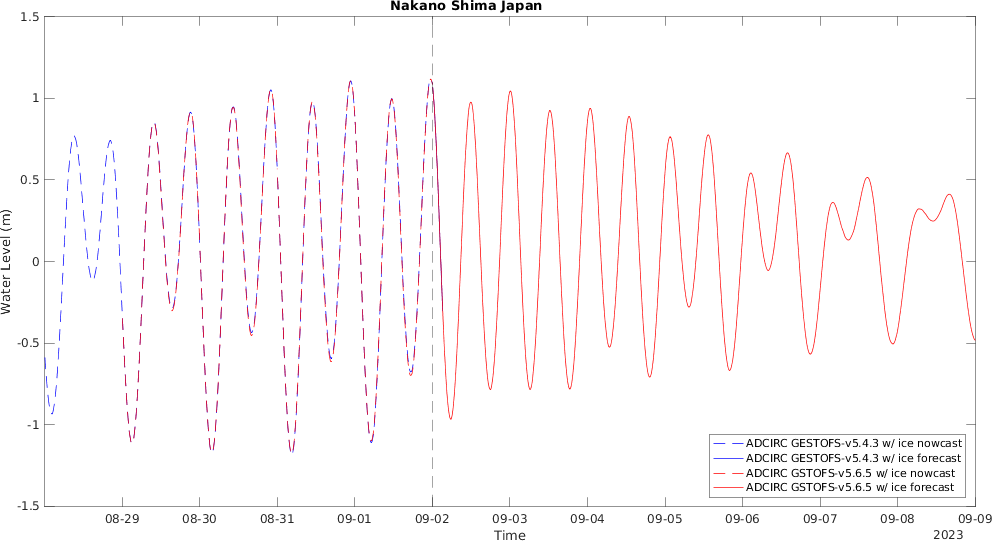 Nakano Shima Japan
1.5
1
0.5
0
-0.5
-1
-1.5
Water Level (m)
ADCIRC GESTOFS-v5.4.3 w/ ice nowcast
ADCIRC GESTOFS-v5.4.3 w/ ice forecast
ADCIRC GSTOFS-v5.6.5 w/ ice nowcast
ADCIRC GSTOFS-v5.6.5 w/ ice forecast
08-29 08-30 08-31 09-01 09-02 09-03 09-04 09-05 09-06 09-07 09-08 09-09
Time
2023